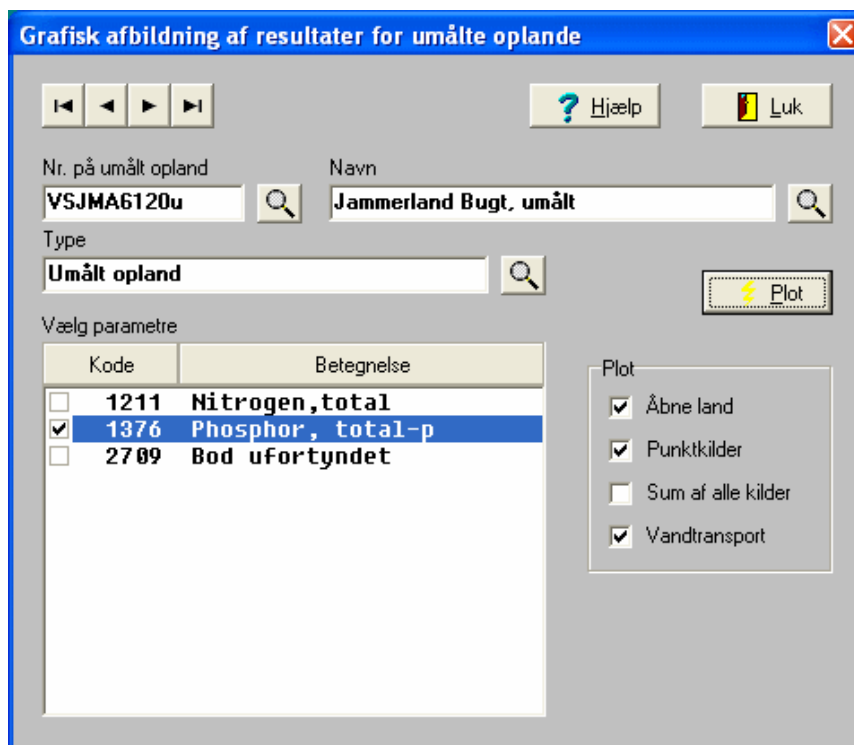 Grafisk afbildning af resultater for umålte oplande
Hjælp
Luk
Nr. på umålt opland
Navn
VSJMA6120u
Jammerland Bugt, umålt
Type
Umålt opland
Plot
Vælg parametre
Kode
Betegnelse
1211 Nitrogen,total
1376 Phosphor, total-p
2709 Bod ufortyndet
Plot
Åbne land
Punktkilder
Sum af alle kilder
Vandtransport